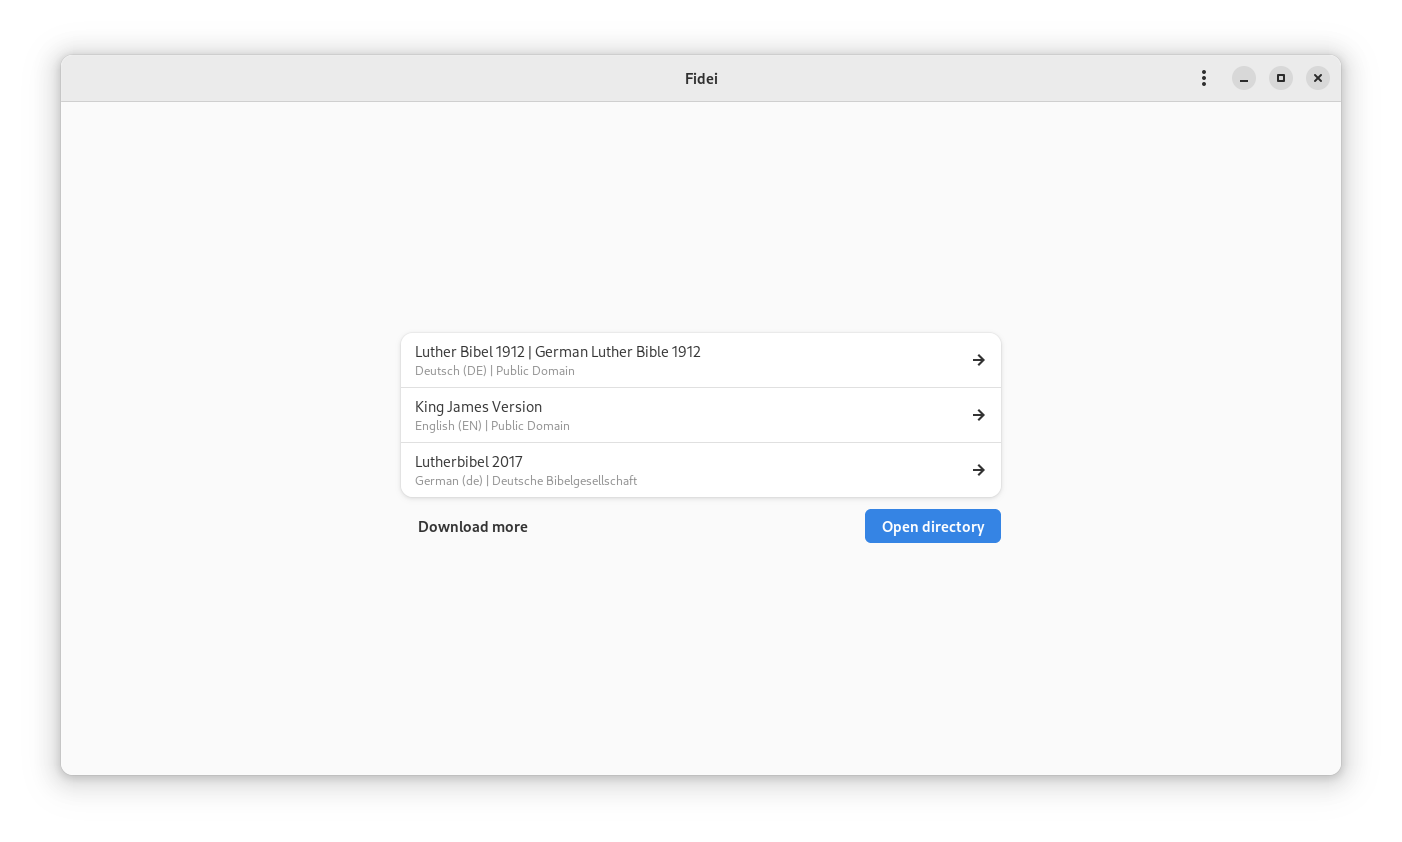 Fidei
Luther Bibel 1912 | German Luther Bible 1912
Deutsch (DE) | Public Domain
King James Version
English (EN) | Public Domain
Lutherbibel 2017
German (de) | Deutsche Bibelgesellschaft
Download more
Open directory